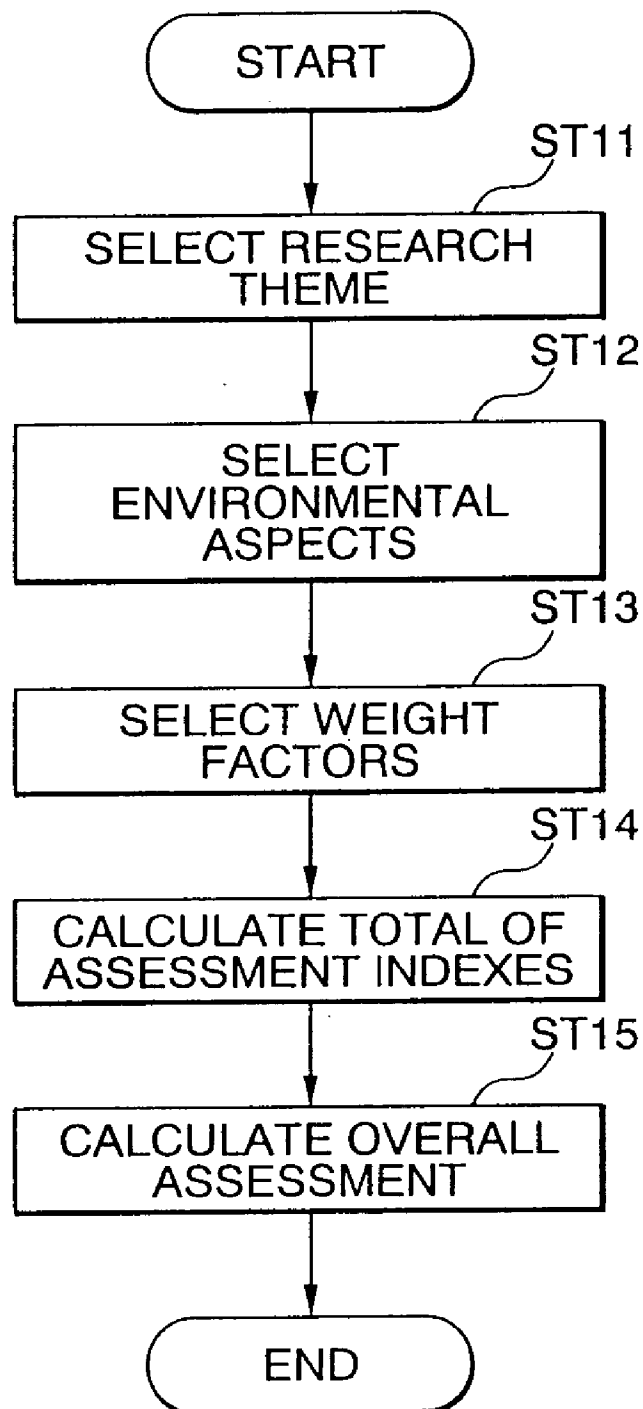 START
ST11
SELECT RESEARCH
THEME
ST12
SELECT
ENVIRONMENTAL
ASPECTS
ST13
SELECT WEIGHT
FACTORS
ST14
CALCULATE TOTAL OF
ASSESSMENT INDEXES
ST15
CALCULATE OVERALL
ASSESSMENT
END